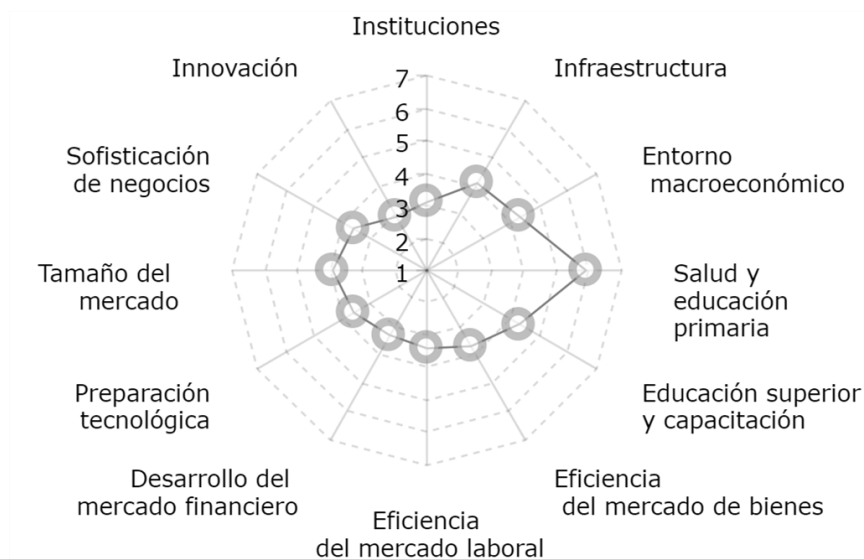 Instituciones
Innovación
Infraestructura
7
6
5
4
3
2
1
Sofisticación
de negocios
Entorno
macroeconómico
Tamaño del
mercado
Salud y
educación
primaria
Preparación
tecnológica
Educación superior
y capacitación
Desarrollo del
mercado financiero
Eficiencia
del mercado de bienes
Eficiencia
del mercado laboral